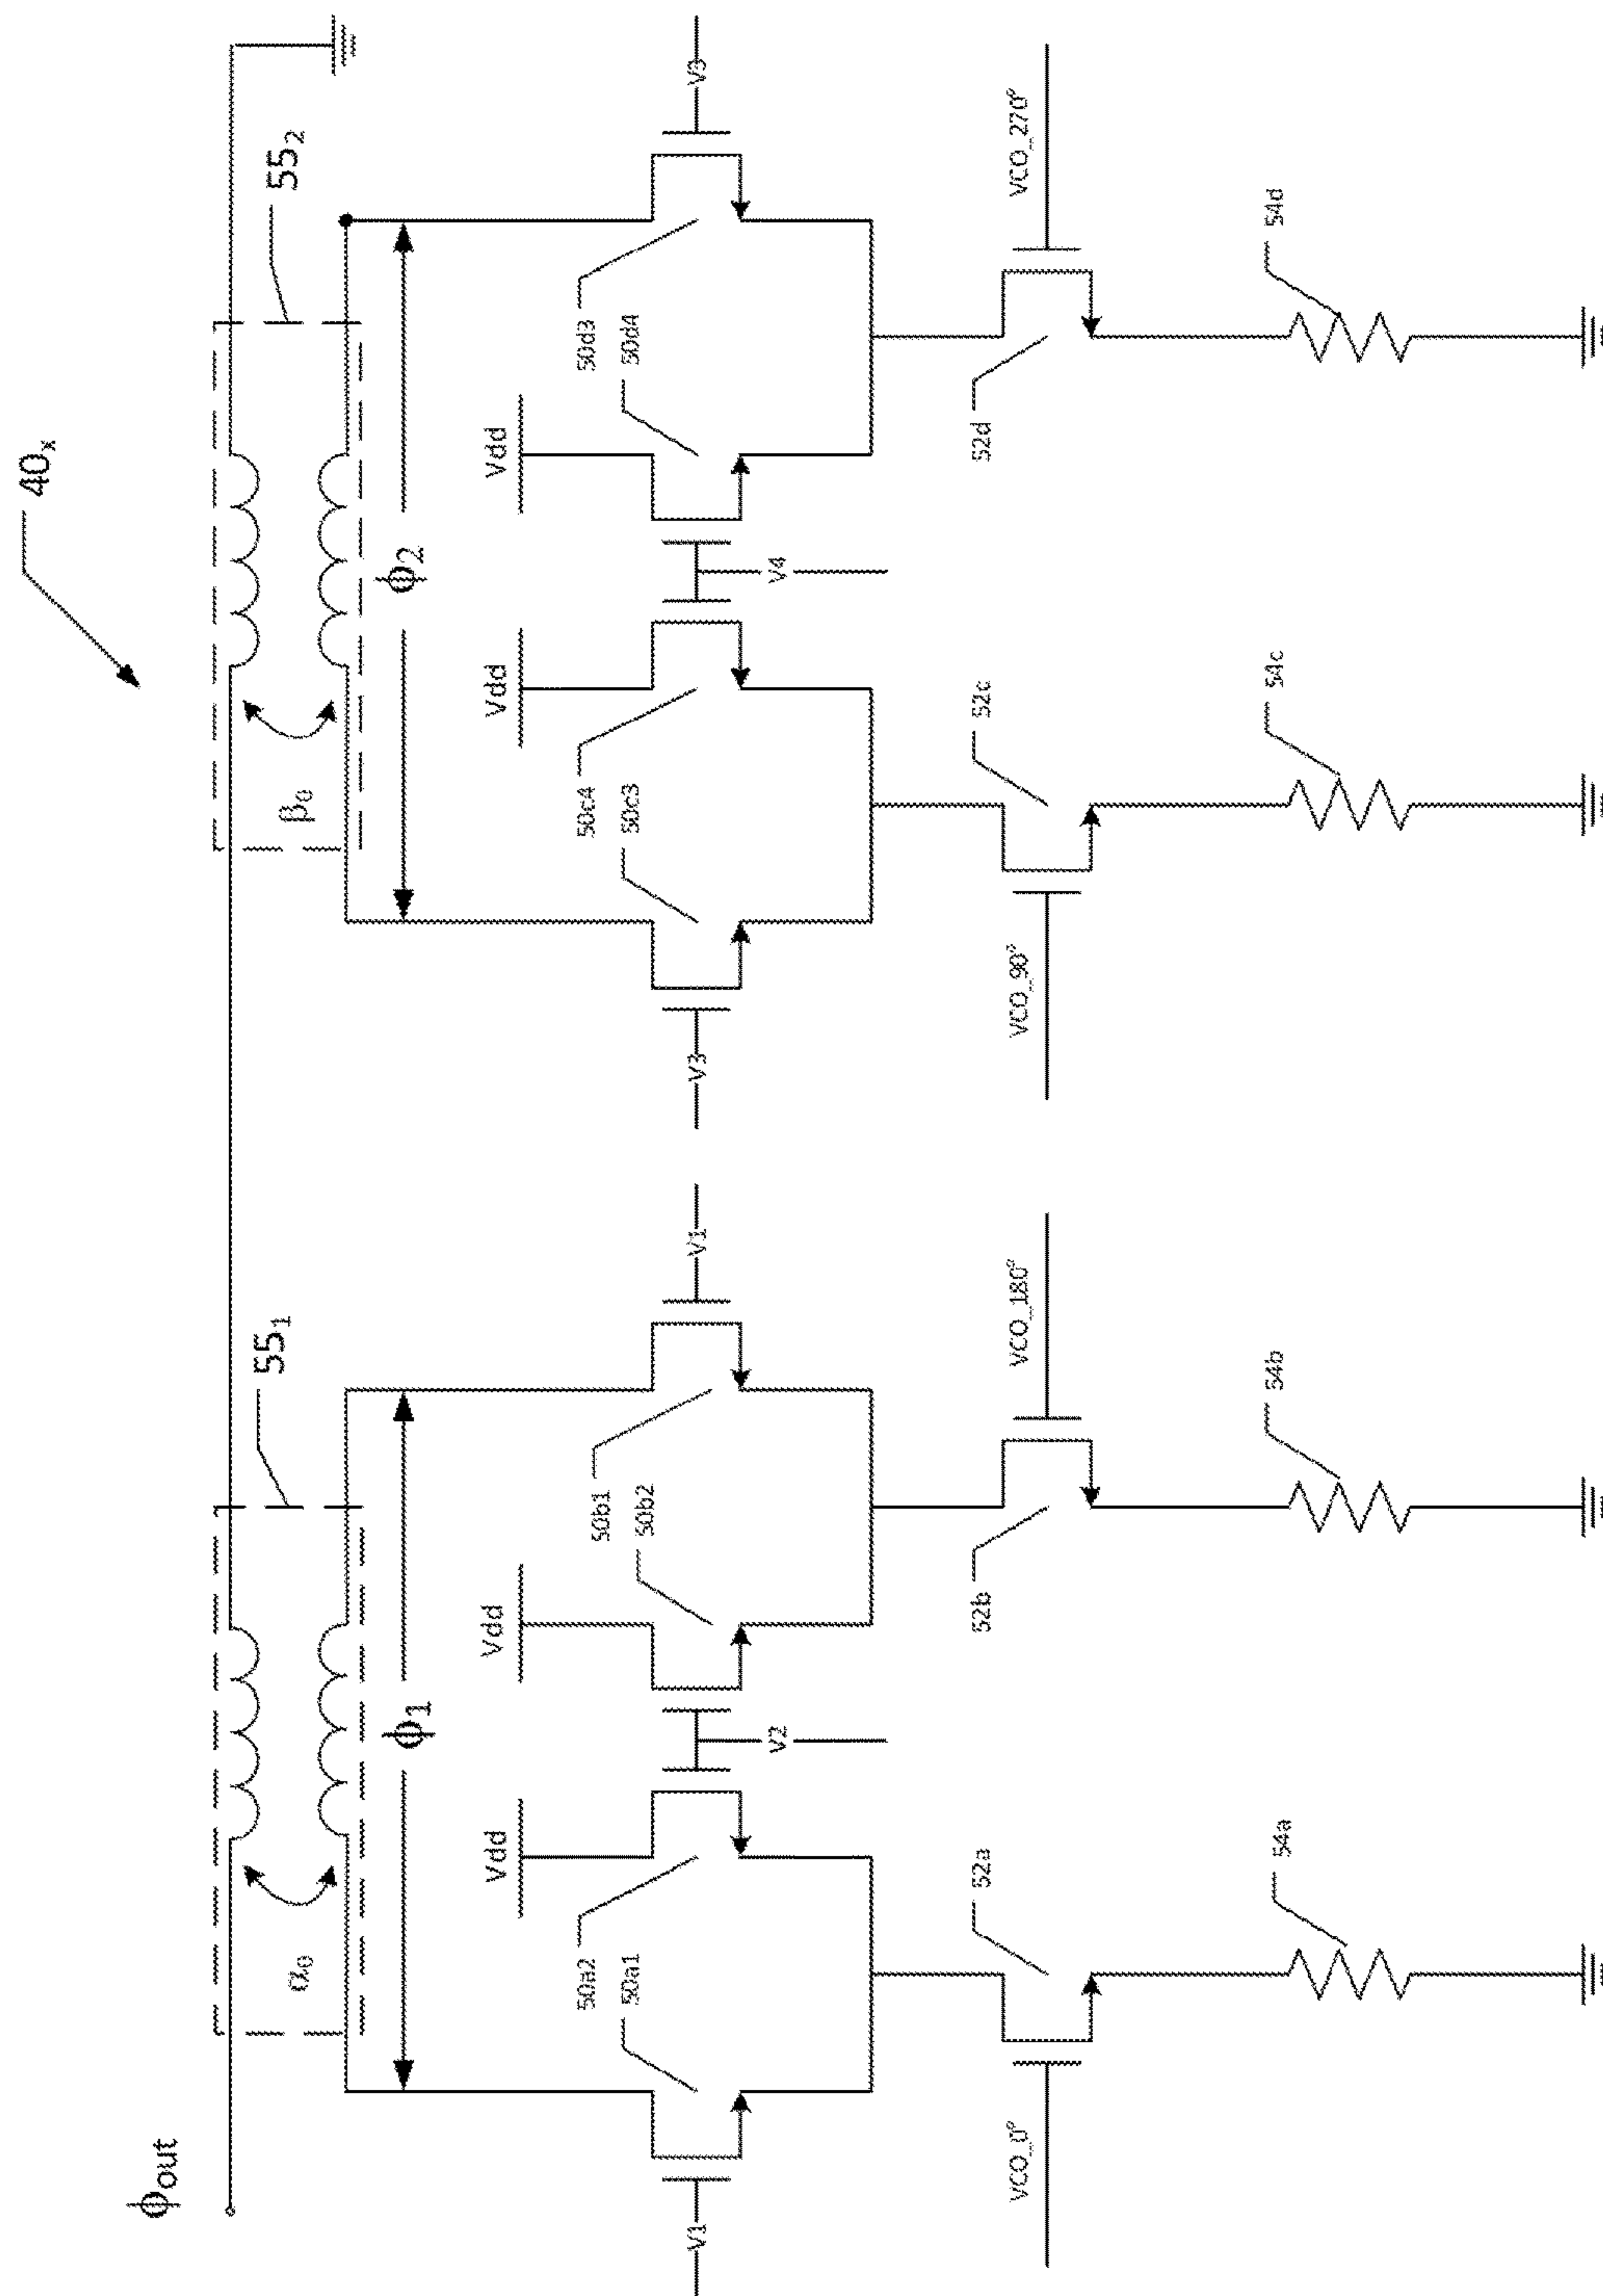 40x
ϕout
55₁
55₂
α₀
β₀
ϕ1
ϕ2
Vdd
Vdd
Vdd
Vdd
50a2
50a1
50b1
50b2
50c4
50c3
50d3
50d4
V1
V2
V1
V3
V4
V3
VCO_0°
52a
52b
VCO_180°
VCO_90°
52c
52d
VCO_270°
54a
54b
54c
54d